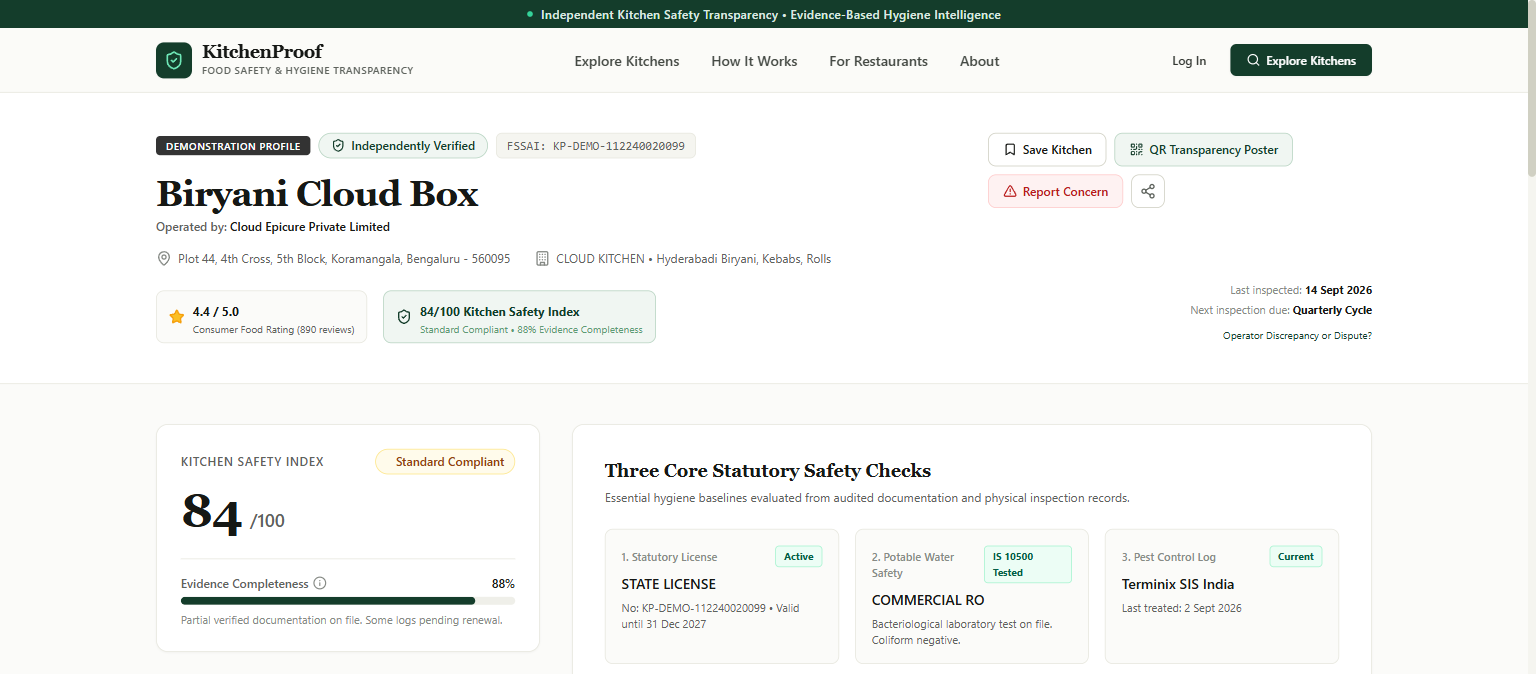 Independent Kitchen Safety Transparency • Evidence-Based Hygiene Intelligence
KitchenProof
FOOD SAFETY & HYGIENE TRANSPARENCY
Explore Kitchens
How It Works
For Restaurants
About
Log In
Explore Kitchens
DEMONSTRATION PROFILE
Independently Verified
FSSAI: KP-DEMO-112240020099
Save Kitchen
QR Transparency Poster
Report Concern
Biryani Cloud Box
Operated by: Cloud Epicure Private Limited
Plot 44, 4th Cross, 5th Block, Koramangala, Bengaluru - 560095
CLOUD KITCHEN • Hyderabadi Biryani, Kebabs, Rolls
4.4 / 5.0
Consumer Food Rating (890 reviews)
84/100 Kitchen Safety Index
Standard Compliant • 88% Evidence Completeness
Last inspected: 14 Sept 2026
Next inspection due: Quarterly Cycle
Operator Discrepancy or Dispute?
KITCHEN SAFETY INDEX
Standard Compliant
84 /100
Evidence Completeness
88%
Partial verified documentation on file. Some logs pending renewal.
Three Core Statutory Safety Checks
Essential hygiene baselines evaluated from audited documentation and physical inspection records.
1. Statutory License
Active
STATE LICENSE
No: KP-DEMO-112240020099 • Valid
until 31 Dec 2027
2. Potable Water
Safety
IS 10500
Tested
COMMERCIAL RO
Bacteriological laboratory test on file.
Coliform negative.
3. Pest Control Log
Current
Terminix SIS India
Last treated: 2 Sept 2026